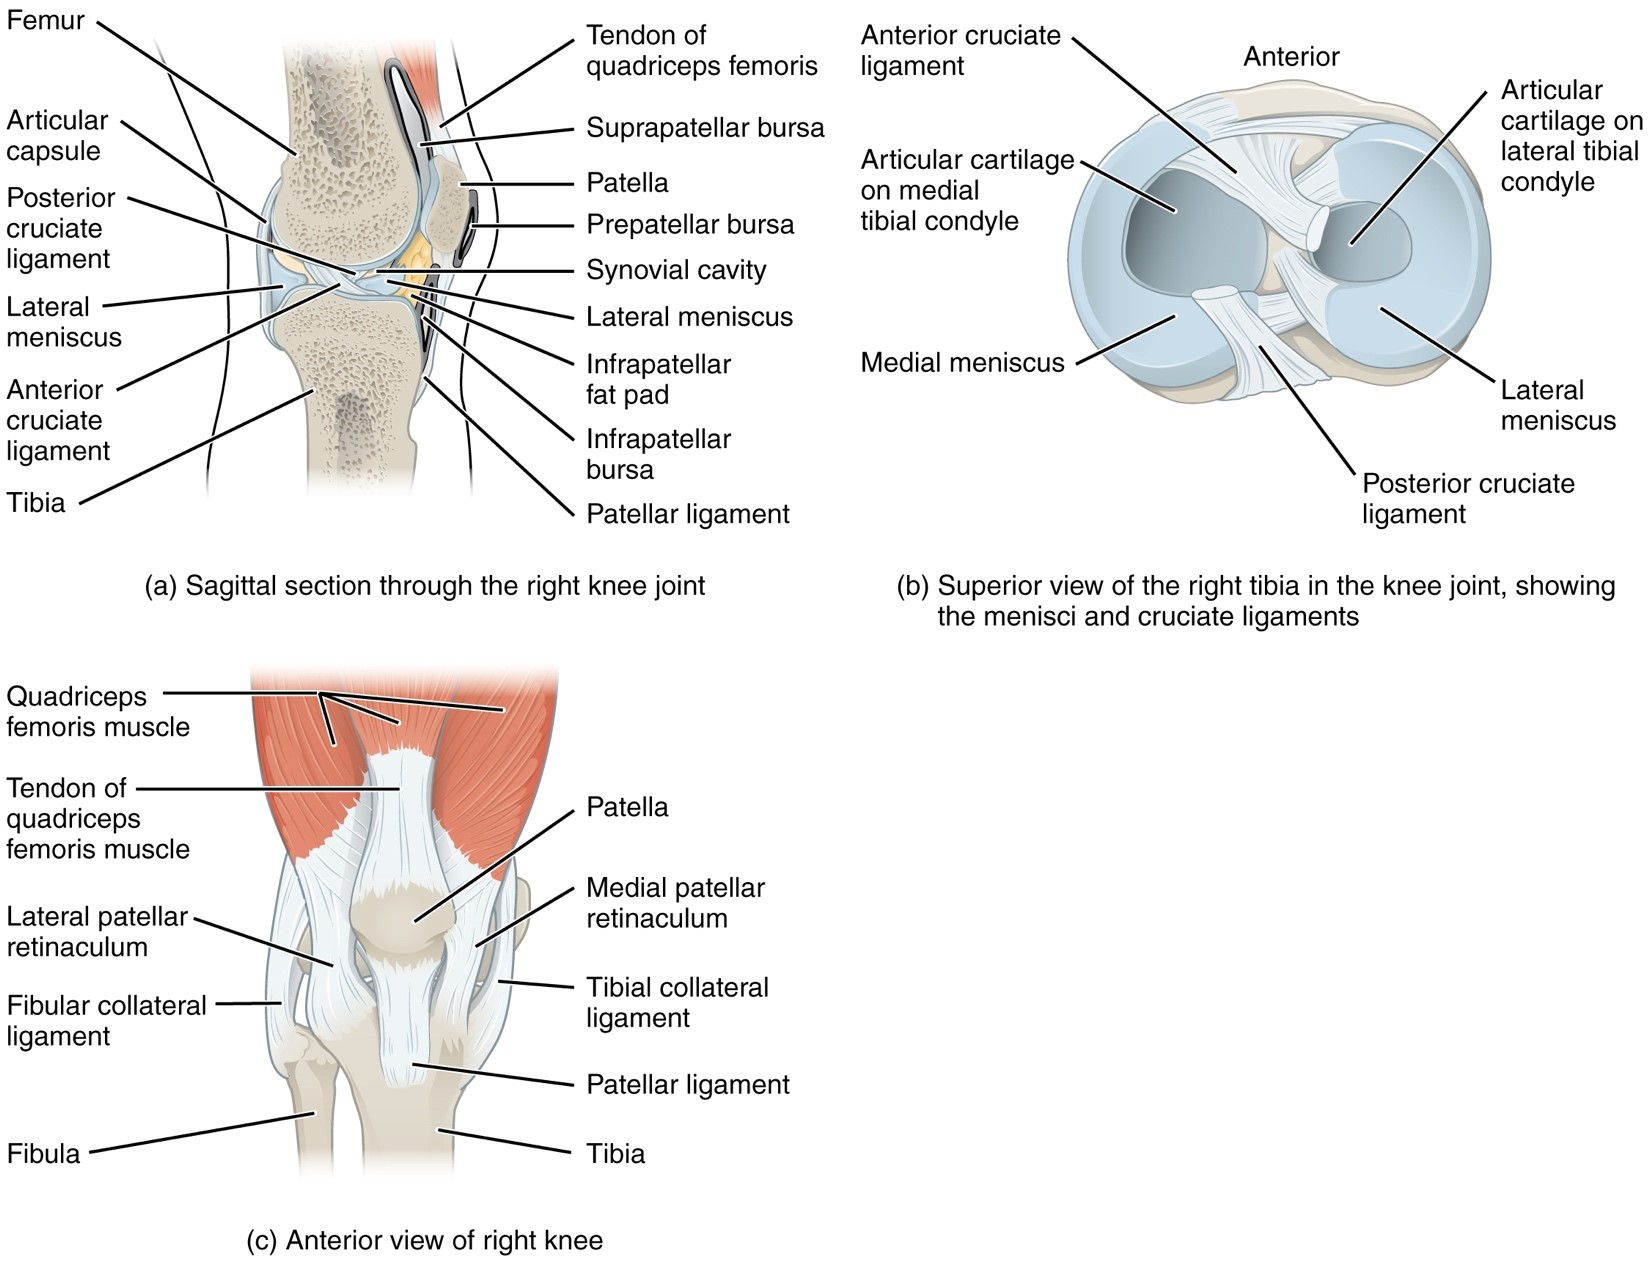 Femur
Articular
capsule
Posterior
cruciate
ligament
Lateral
meniscus
Anterior
cruciate
ligament
Tibia
Tendon of
quadriceps femoris
Suprapatellar bursa
Patella
Prepatellar bursa
Synovial cavity
Lateral meniscus
Infrapatellar
fat pad
Infrapatellar
bursa
Patellar ligament
(a) Sagittal section through the right knee joint
Anterior cruciate
ligament
Anterior
Articular cartilage
on medial
tibial condyle
Medial meniscus
Articular
cartilage on
lateral tibial
condyle
Lateral
meniscus
Posterior cruciate
ligament
(b) Superior view of the right tibia in the knee joint, showing
the menisci and cruciate ligaments
Quadriceps
femoris muscle
Tendon of
quadriceps
femoris muscle
Lateral patellar
retinaculum
Fibular collateral
ligament
Fibula
Patella
Medial patellar
retinaculum
Tibial collateral
ligament
Patellar ligament
Tibia
(c) Anterior view of right knee